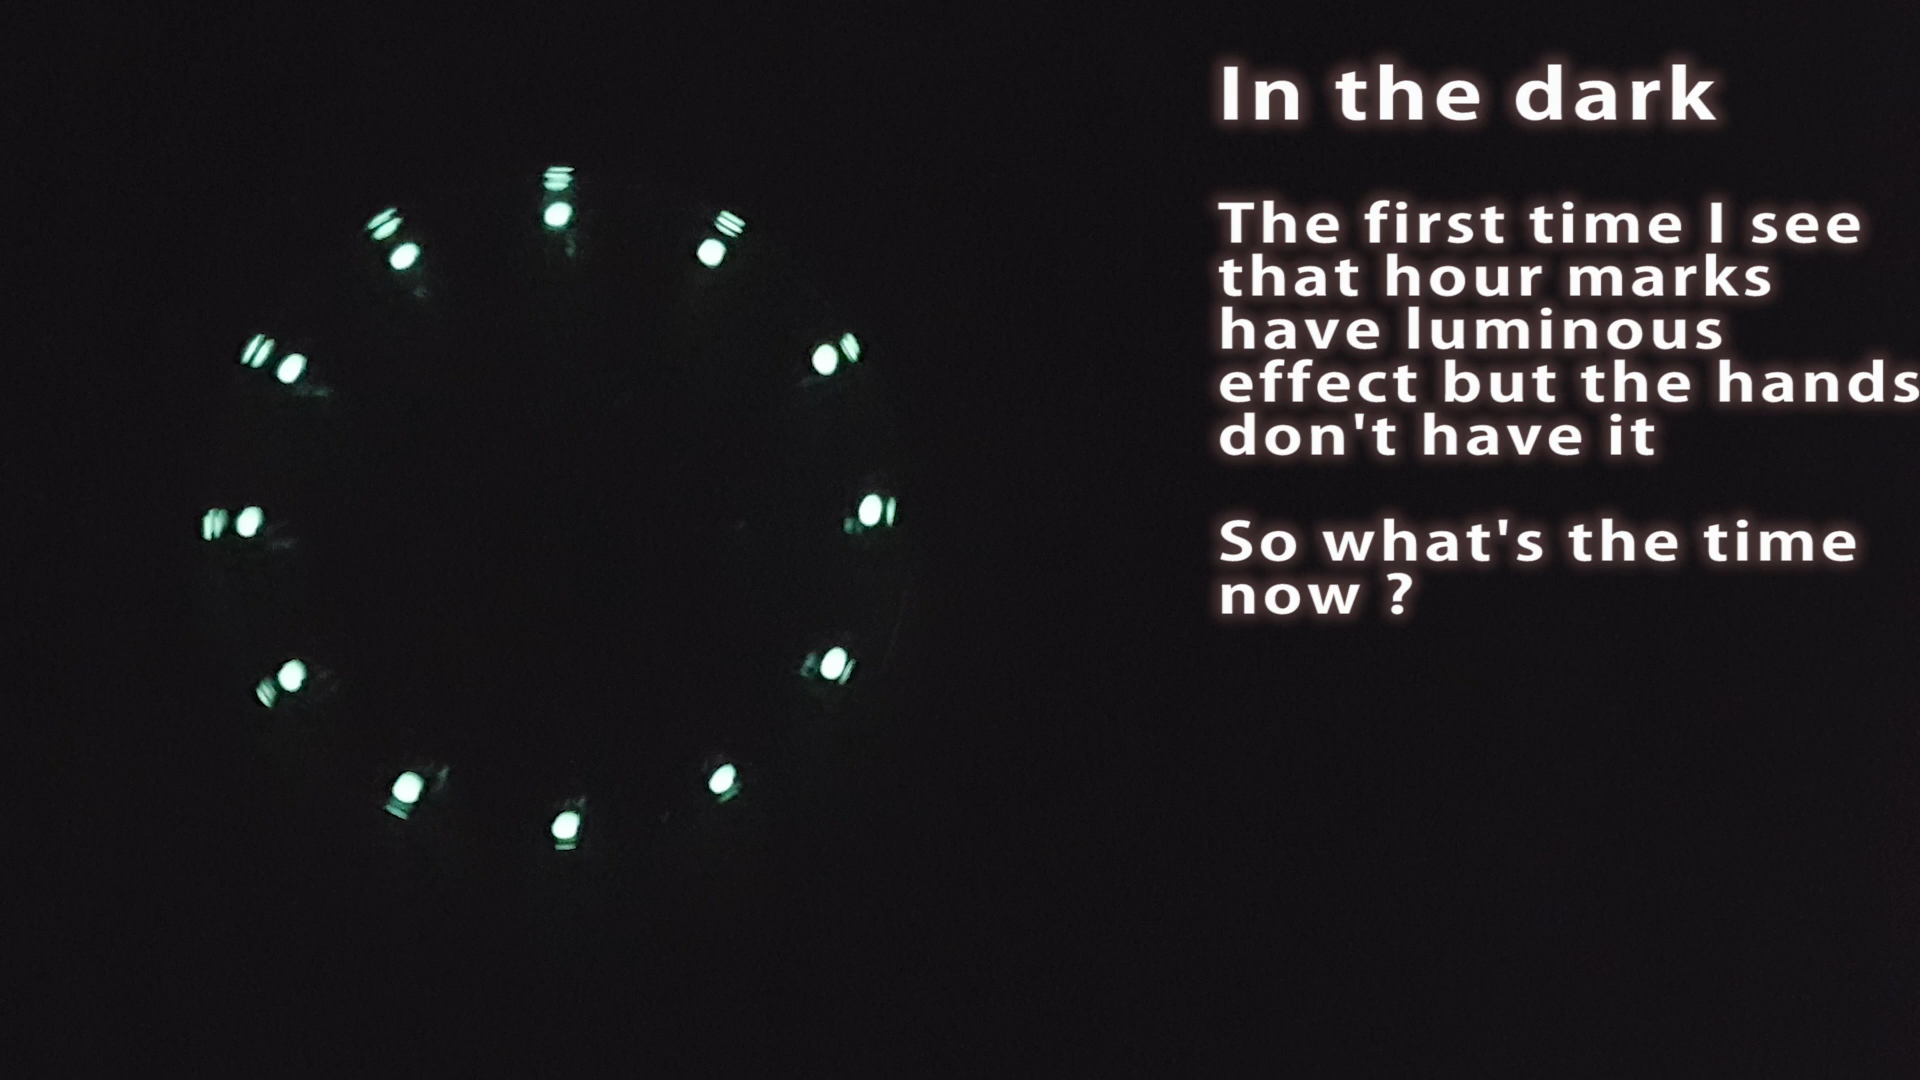 In the dark
The first time I see
that hour marks
have luminous
effect but the hands
don't have it
So what's the time
now ?